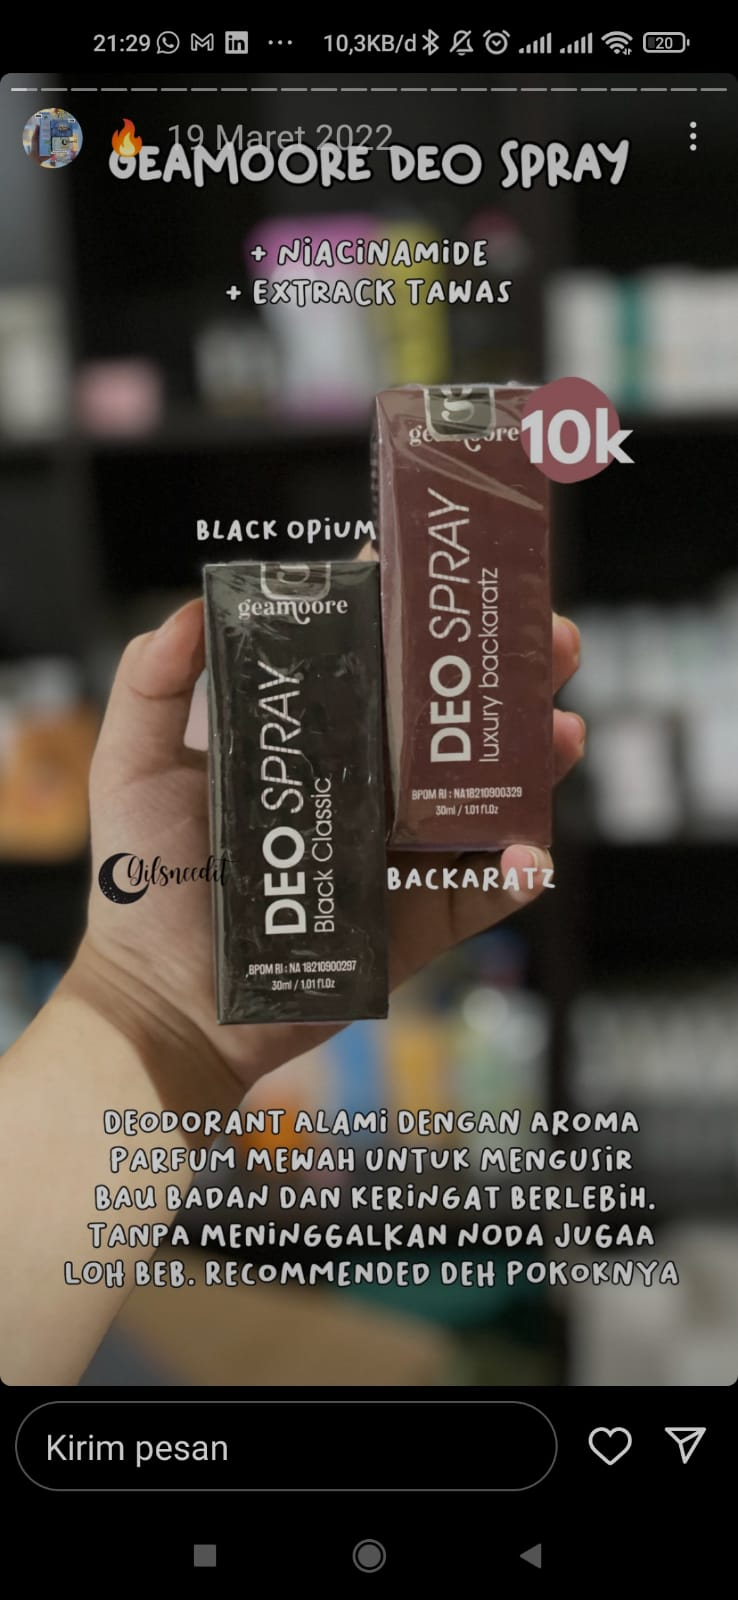 21:29
10,3KB/d
20
19 Maret 2022
GEAMOORE DEO SPRAY
+ NIACINAMIDE
+ EXTRACK TAWAS
geamoore
10k
DEO SPRAY
luxury backaratz
BPOM RI : NA18210900329
30ml / 1.01 fl.Oz
BLACK OPIUM
geamoore
DEO SPRAY
Black Classic
BPOM RI : NA 18210900297
30ml / 1.01 fl.Oz
BACKARATZ
gilsneedit
DEODORANT ALAMI DENGAN AROMA
PARFUM MEWAH UNTUK MENGUSIR
BAU BADAN DAN KERINGAT BERLEBIH.
TANPA MENINGGALKAN NODA JUGAA
LOH BEB. RECOMMENDED DEH POKOKNYA
Kirim pesan